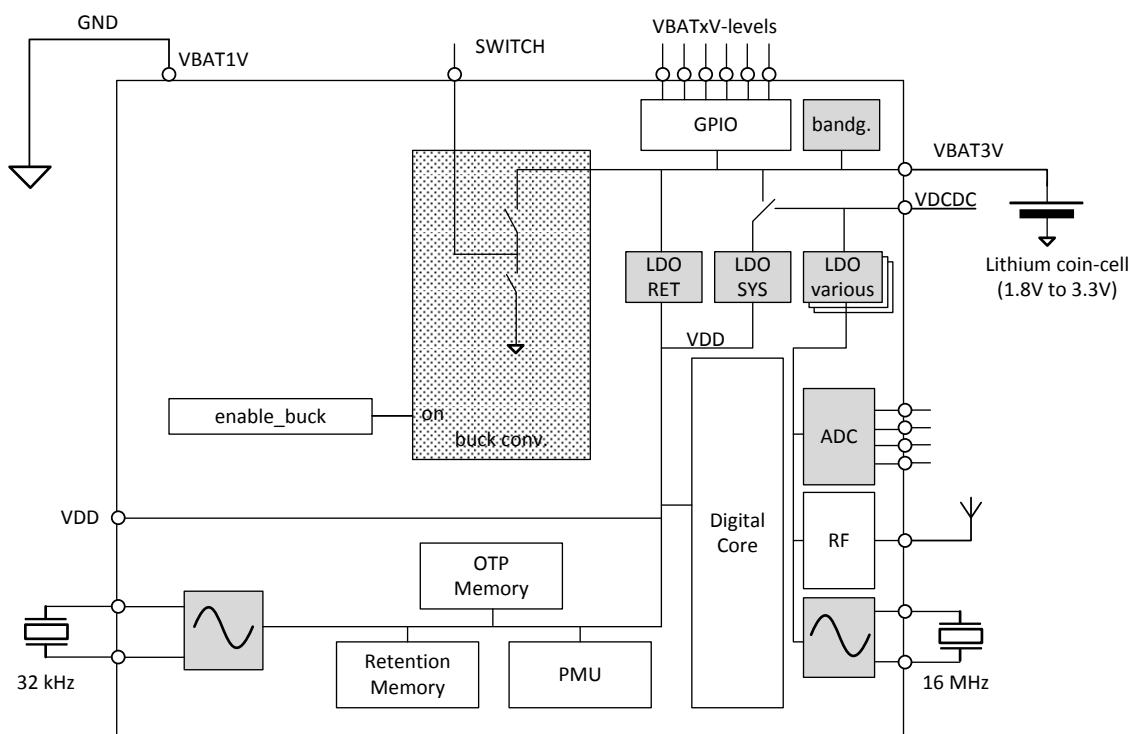 GND
VBAT1V
SWITCH
VBATxV-levels
GPIO
bandg.
VBAT3V
VDCDC
Lithium coin-cell
(1.8V to 3.3V)
LDO
RET
LDO
SYS
LDO
various
VDD
enable_buck
on
buck conv.
ADC
VDD
Digital
Core
RF
OTP
Memory
Retention
Memory
PMU
32 kHz
16 MHz